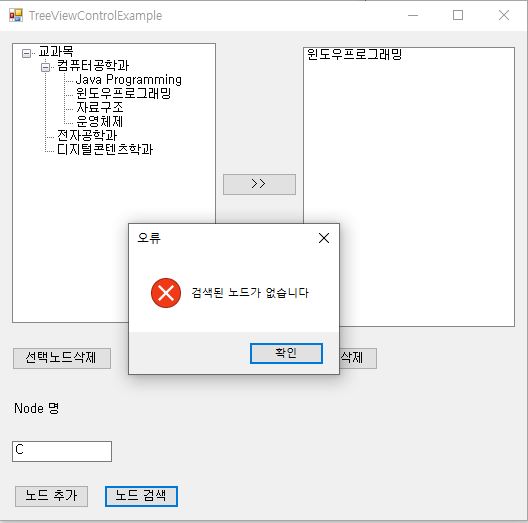 TreeViewControlExample
교과목
컴퓨터공학과
Java Programming
윈도우프로그래밍
자료구조
운영체제
전자공학과
디지털콘텐츠학과
>>
윈도우프로그래밍
오류
검색된 노드가 없습니다
확인
선택노드삭제
삭제
Node 명
C
노드 추가
노드 검색